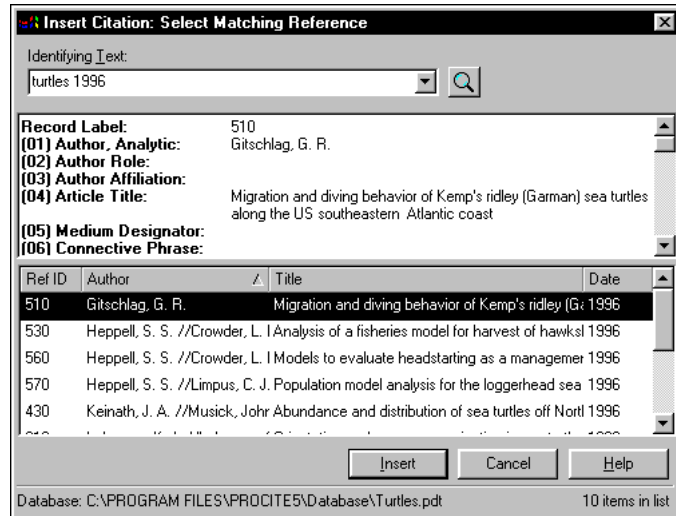 Insert Citation: Select Matching Reference
Identifying Text:
turtles 1996
Record Label: 510
(01) Author, Analytic: Gitschlag, G. R.
(02) Author Role:
(03) Author Affiliation:
(04) Article Title: Migration and diving behavior of Kemp's ridley (Garman) sea turtles
along the US southeastern Atlantic coast
(05) Medium Designator:
(06) Connective Phrase:
Ref ID Author Title Date
510 Gitschlag, G. R. Migration and diving behavior of Kemp's ridley (Ga 1996
530 Heppell, S. S. //Crowder, L. I Analysis of a fisheries model for harvest of hawksl 1996
560 Heppell, S. S. //Crowder, L. I Models to evaluate headstarting as a managemer 1996
570 Heppell, S. S. //Limpus, C. J. Population model analysis for the loggerhead sea 1996
430 Keinath, J. A. //Musick, Johr Abundance and distribution of sea turtles off Nortl 1996
Insert Cancel Help
Database: C:\PROGRAM FILES\PROCITE5\Database\Turtles.pdt 10 items in list